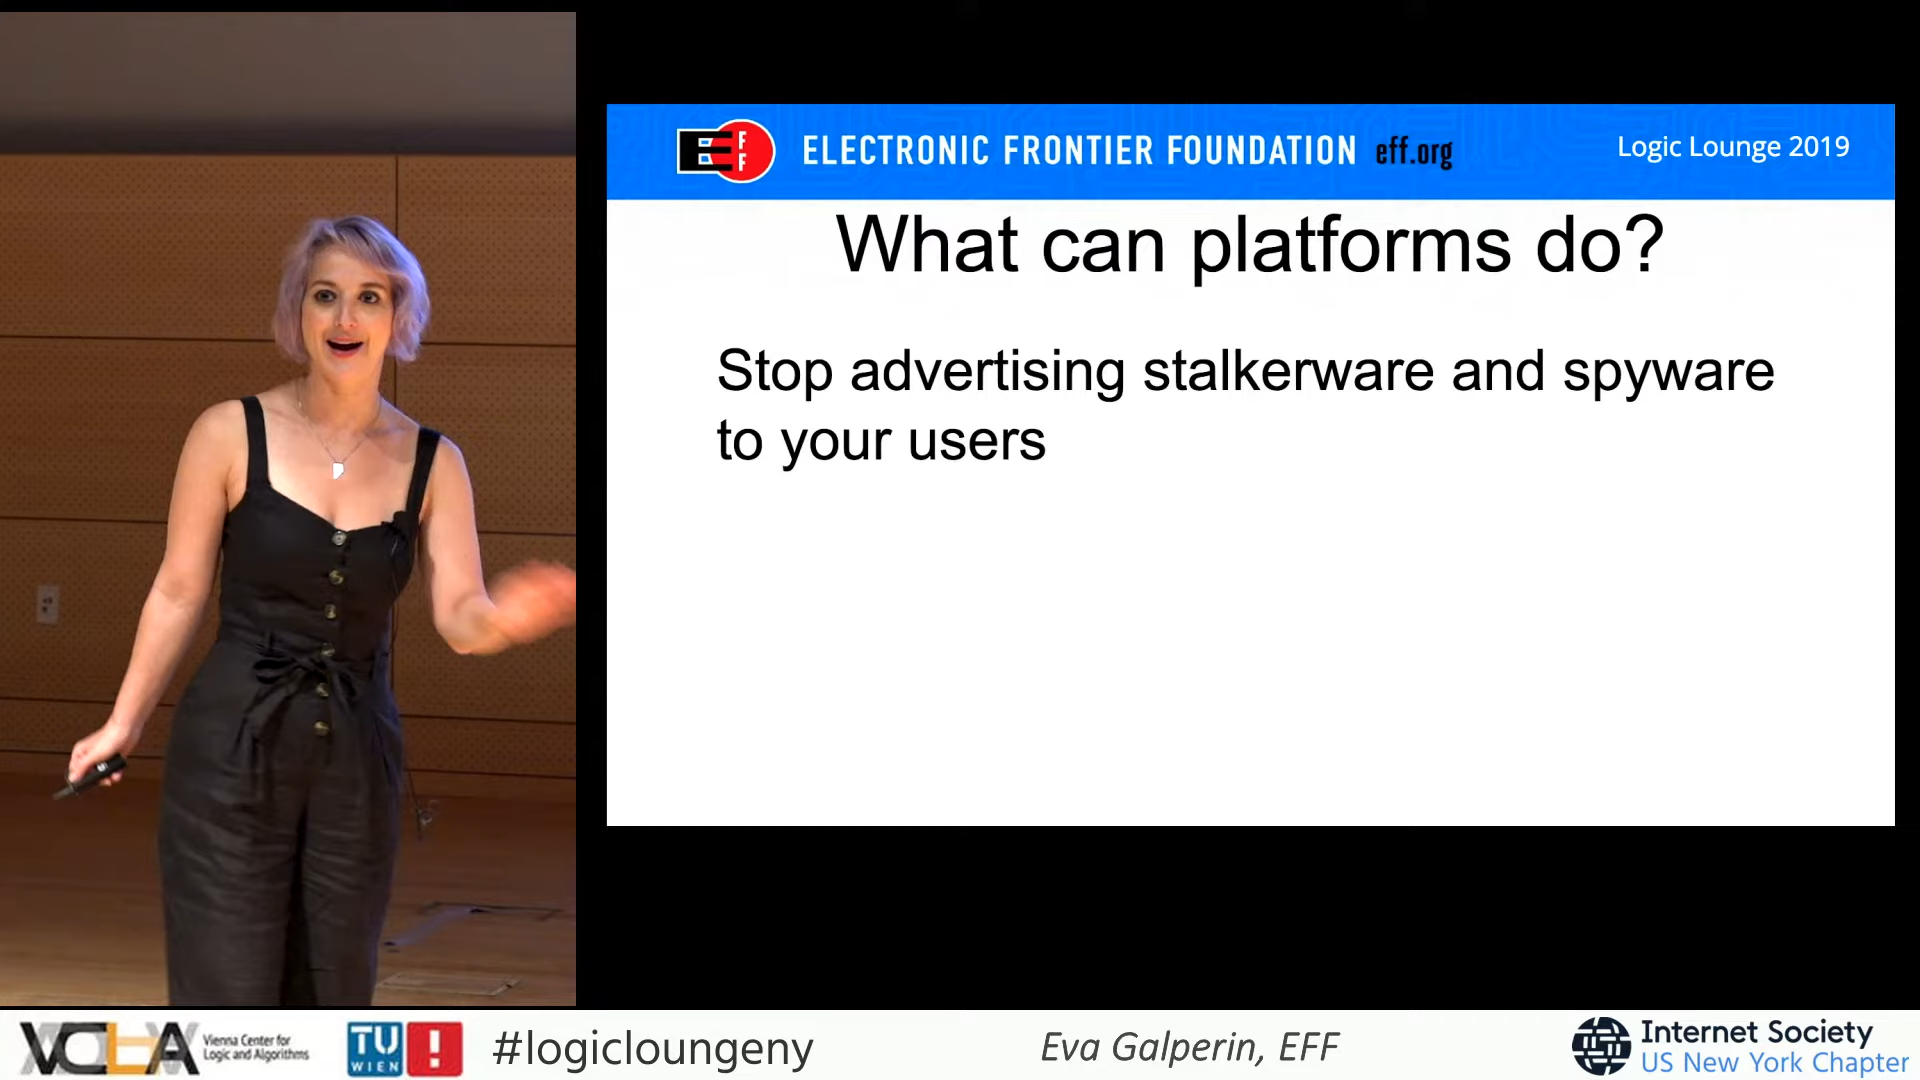 EFF
ELECTRONIC FRONTIER FOUNDATION eff.org
Logic Lounge 2019
What can platforms do?
Stop advertising stalkerware and spyware
to your users
VCLA
Vienna Center for
Logic and Algorithms
TU
WIEN
!
#logicloungeny
Eva Galperin, EFF
Internet Society
US New York Chapter